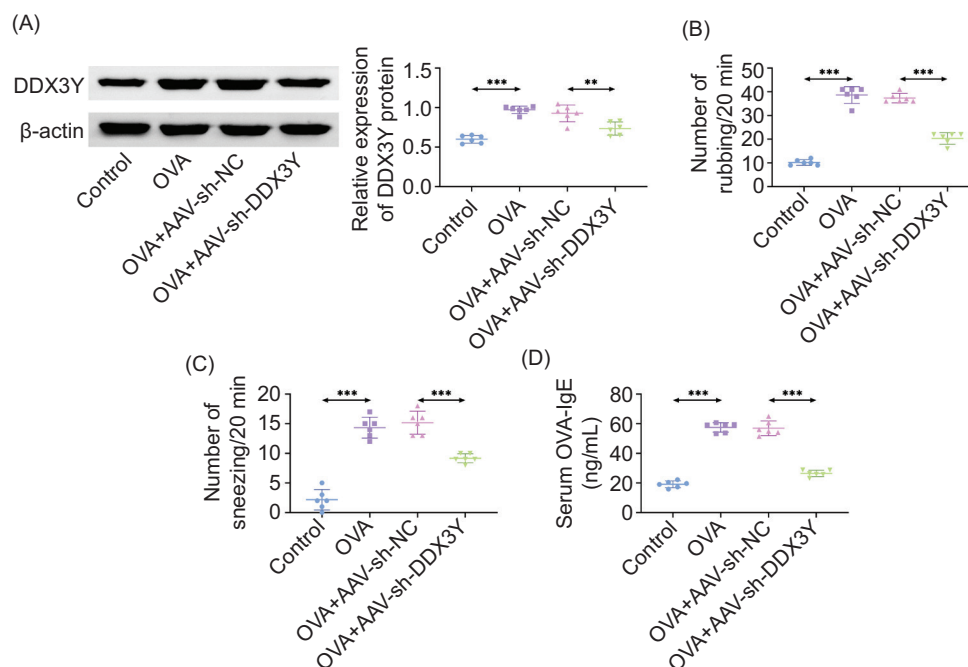 (A)
DDX3Y
β-actin
Control
OVA
OVA+AAV-sh-NC
OVA+AAV-sh-DDX3Y
Relative expression
of DDX3Y protein
1.5
1.0
0.5
0.0
***
**
Control
OVA
OVA+AAV-sh-NC
OVA+AAV-sh-DDX3Y
(B)
Number of
rubbing/20 min
50
40
30
20
10
0
***
***
Control
OVA
OVA+AAV-sh-NC
OVA+AAV-sh-DDX3Y
(C)
Number of
sneezing/20 min
20
15
10
5
0
***
***
Control
OVA
OVA+AAV-sh-NC
OVA+AAV-sh-DDX3Y
(D)
Serum OVA-IgE
(ng/mL)
80
60
40
20
0
***
***
Control
OVA
OVA+AAV-sh-NC
OVA+AAV-sh-DDX3Y